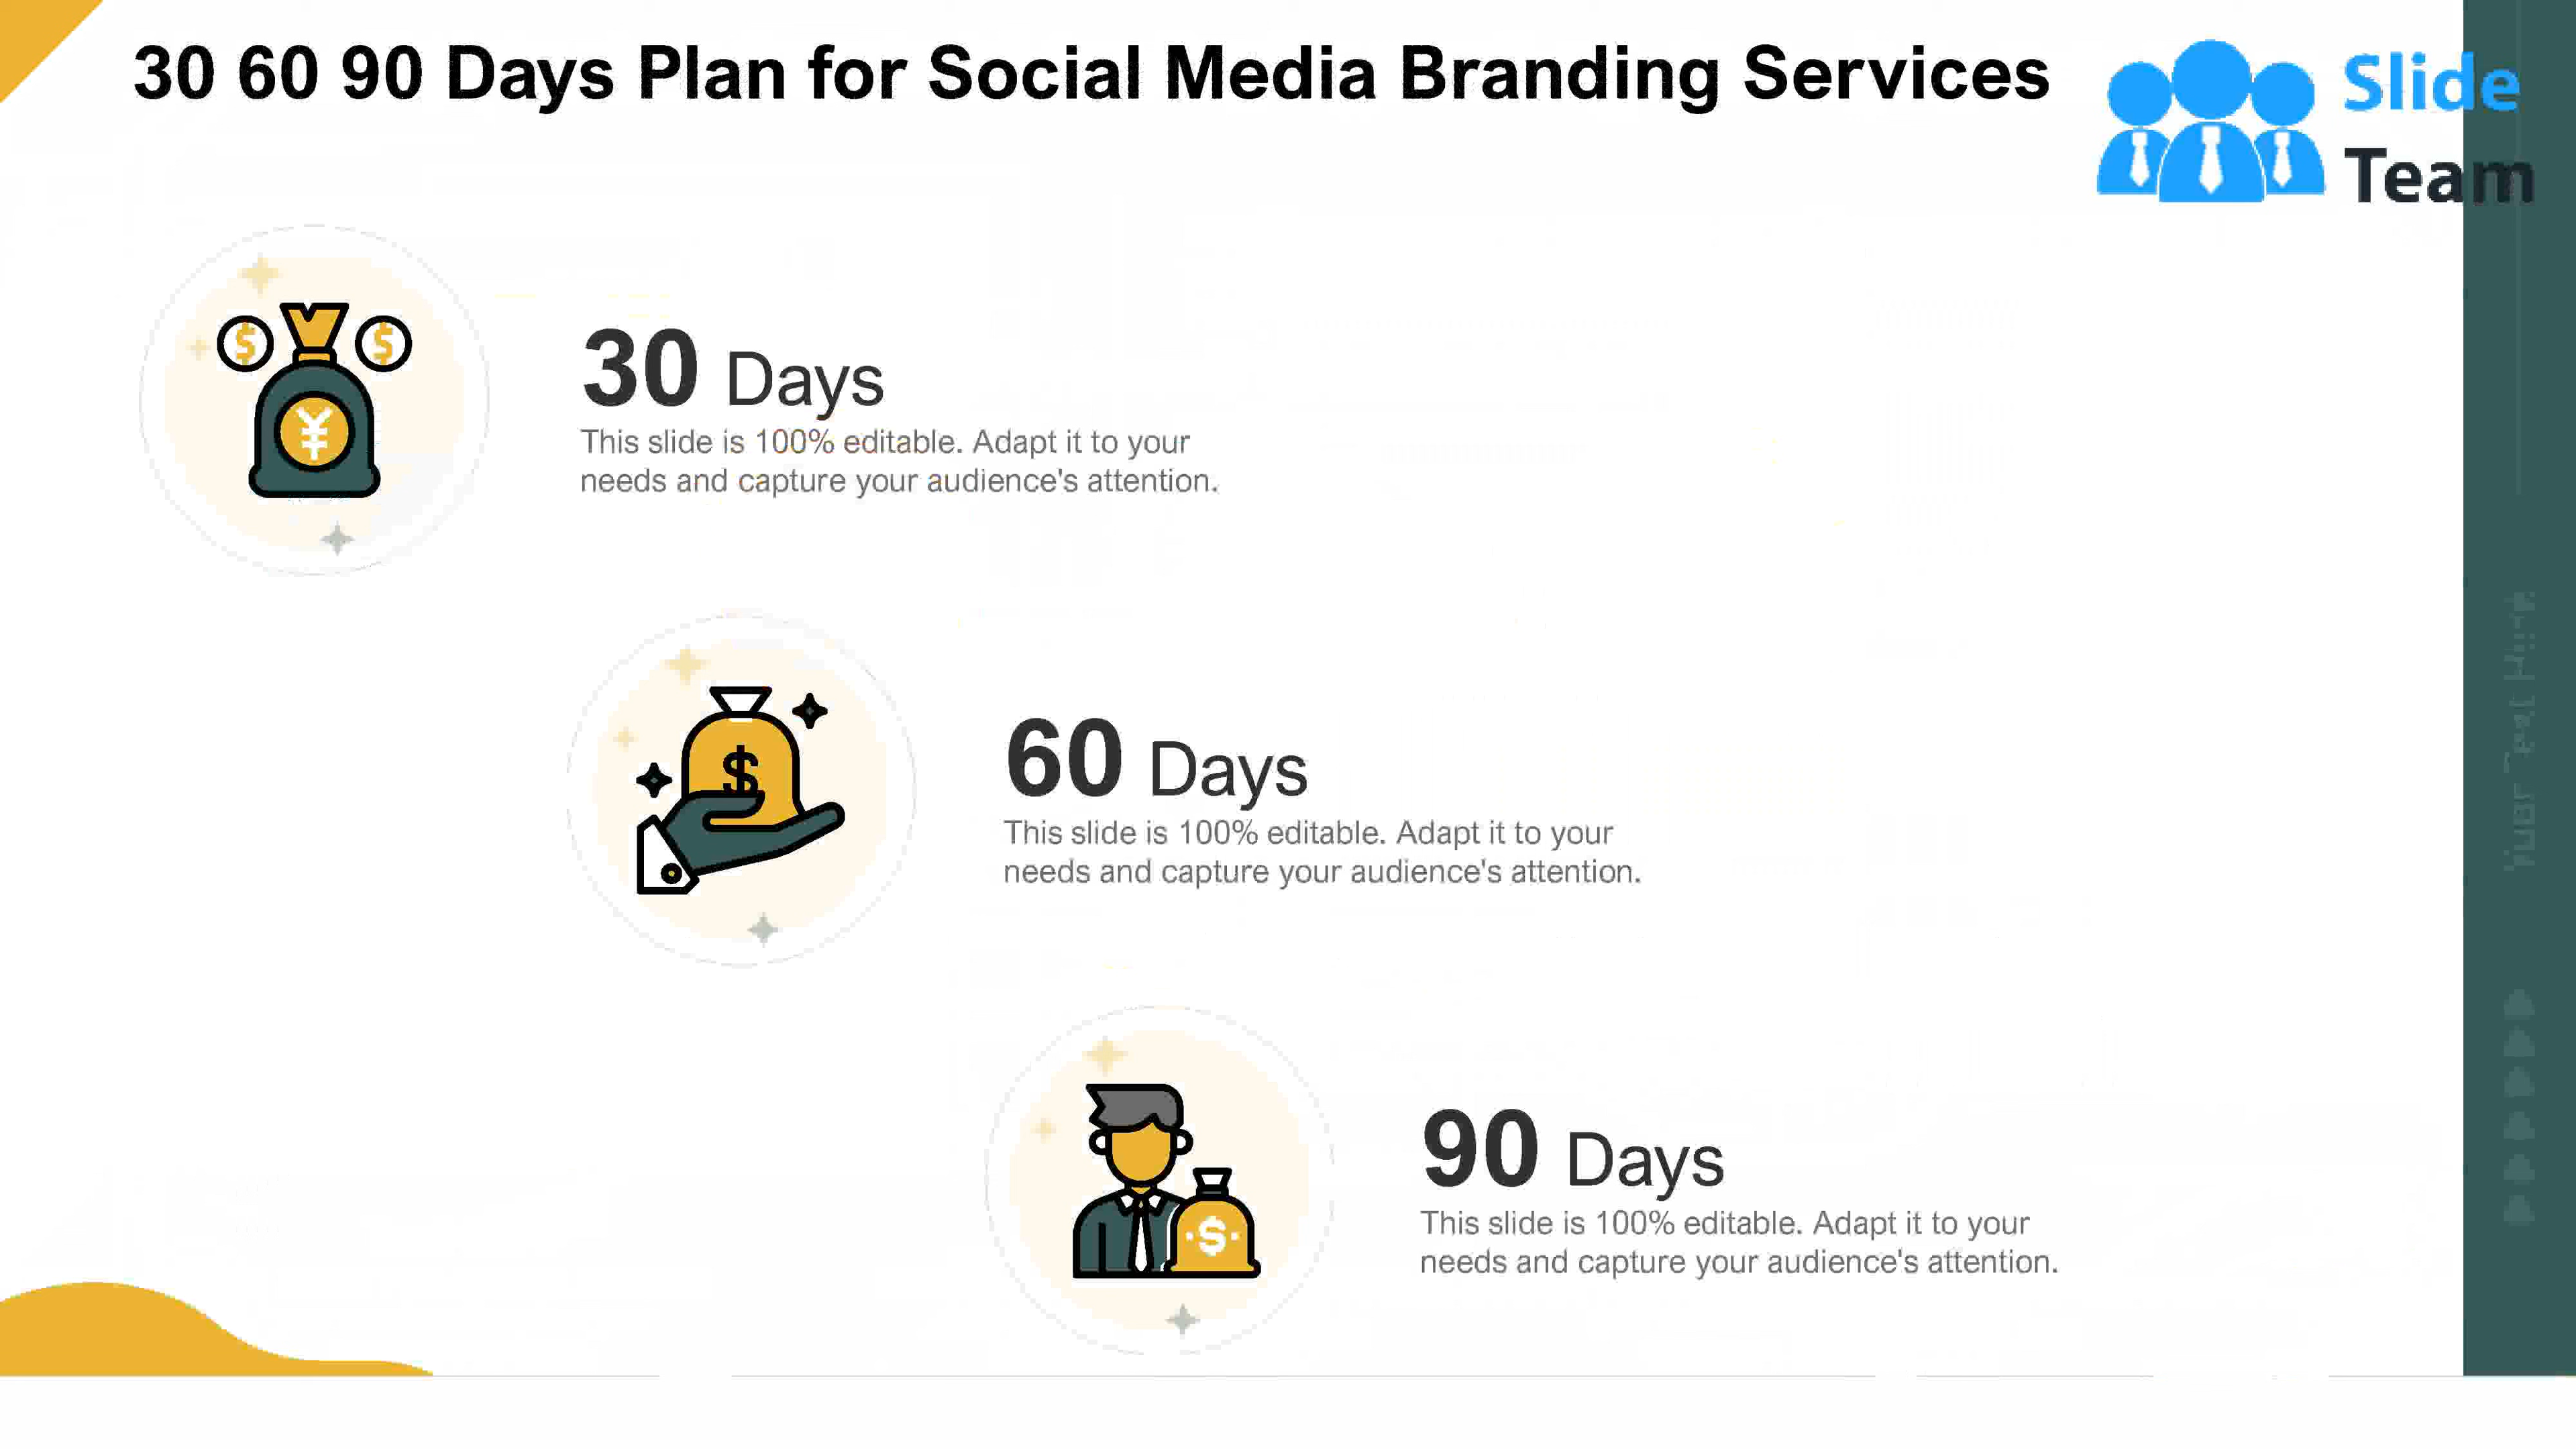 30 60 90 Days Plan for Social Media Branding Services
Slide
Team
$ $
¥
30 Days
This slide is 100% editable. Adapt it to your
needs and capture your audience's attention.
$
60 Days
This slide is 100% editable. Adapt it to your
needs and capture your audience's attention.
$
90 Days
This slide is 100% editable. Adapt it to your
needs and capture your audience's attention.